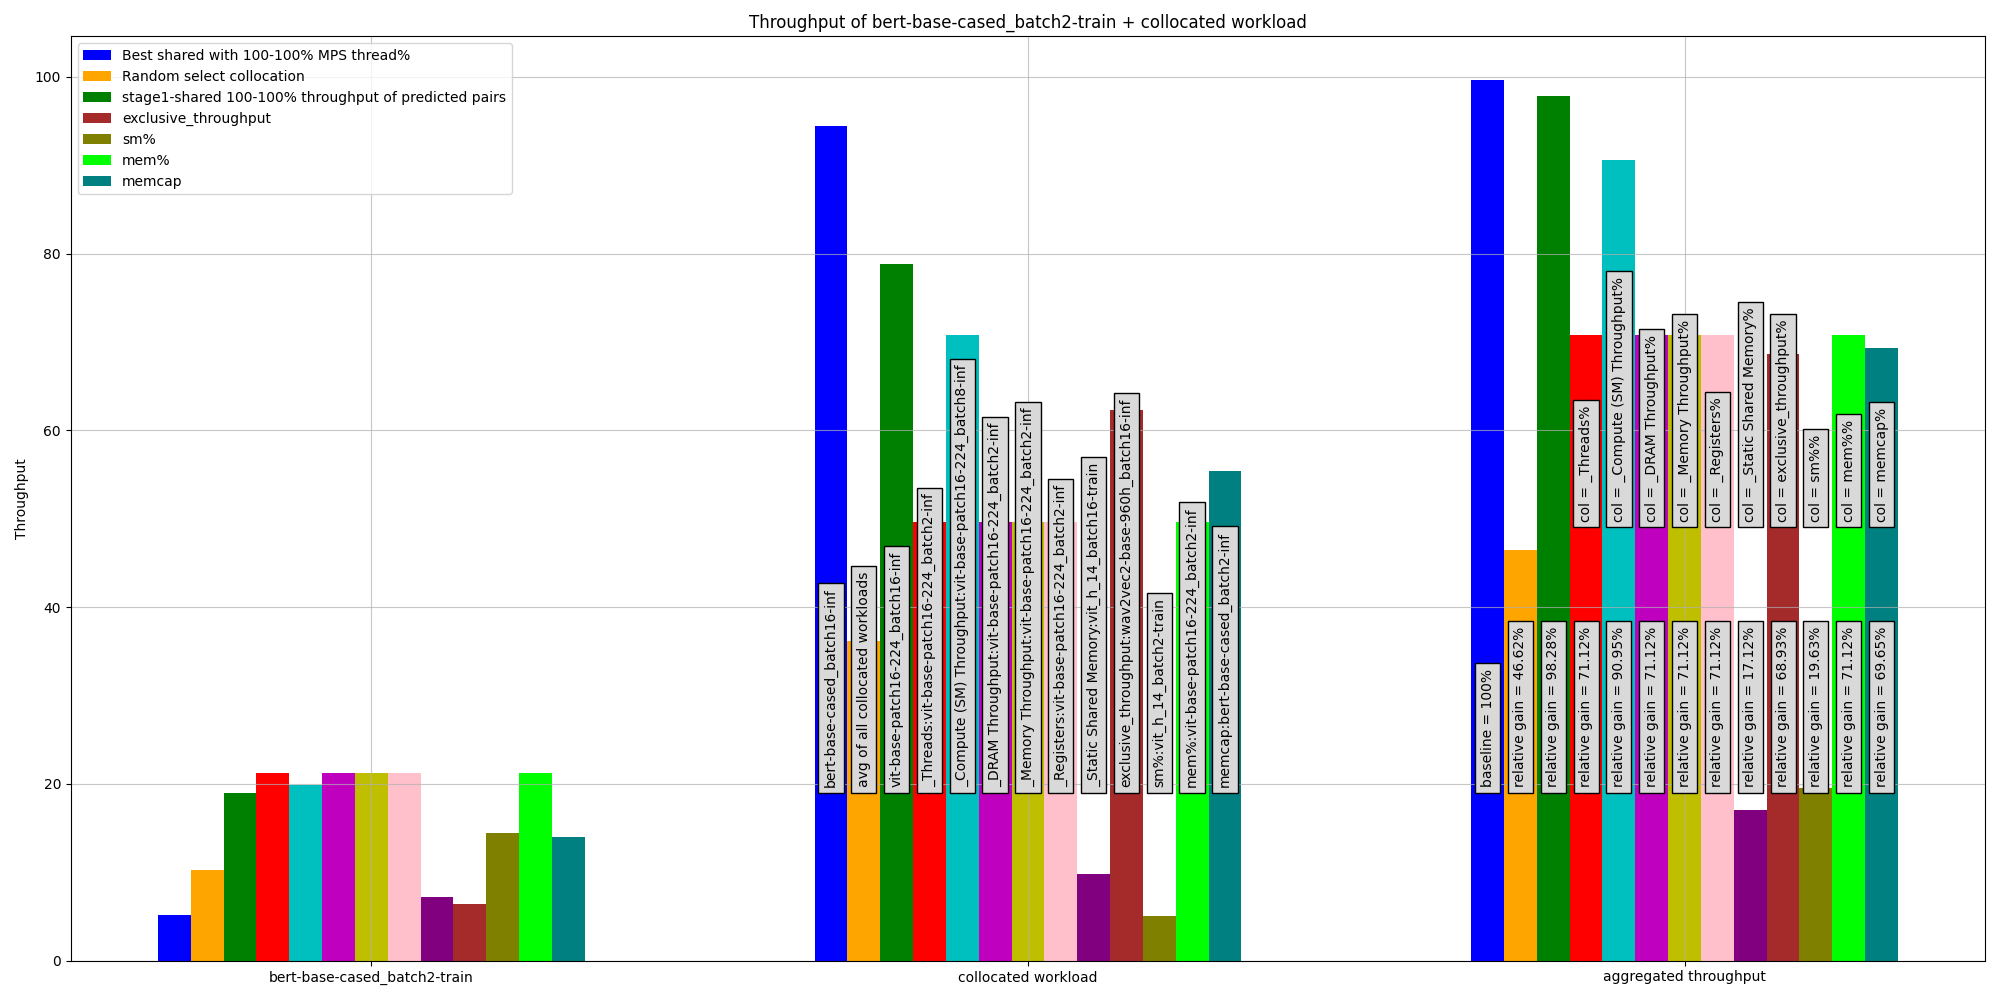 Throughput of bert-base-cased_batch2-train + collocated workload
Best shared with 100-100% MPS thread%
Random select collocation
stage1-shared 100-100% throughput of predicted pairs
exclusive_throughput
sm%
mem%
memcap
Throughput
100
80
60
40
20
0
bert-base-cased_batch16-inf
avg of all collocated workloads
vit-base-patch16-224_batch16-inf
_Threads:vit-base-patch16-224_batch2-inf
_Compute (SM) Throughput:vit-base-patch16-224_batch8-inf
_DRAM Throughput:vit-base-patch16-224_batch2-inf
_Memory Throughput:vit-base-patch16-224_batch2-inf
_Registers:vit-base-patch16-224_batch2-inf
_Static Shared Memory:vit_h_14_batch16-train
exclusive_throughput:wav2vec2-base-960h_batch16-inf
sm%:vit_h_14_batch2-train
mem%:vit-base-patch16-224_batch2-inf
memcap:bert-base-cased_batch2-inf
col = _Threads%
col = _Compute (SM) Throughput%
col = _DRAM Throughput%
col = _Memory Throughput%
col = _Registers%
col = _Static Shared Memory%
col = exclusive_throughput%
col = sm%%
col = mem%%
col = memcap%
baseline = 100%
relative gain = 46.62%
relative gain = 98.28%
relative gain = 71.12%
relative gain = 90.95%
relative gain = 71.12%
relative gain = 71.12%
relative gain = 71.12%
relative gain = 17.12%
relative gain = 68.93%
relative gain = 19.63%
relative gain = 71.12%
relative gain = 69.65%
bert-base-cased_batch2-train
collocated workload
aggregated throughput